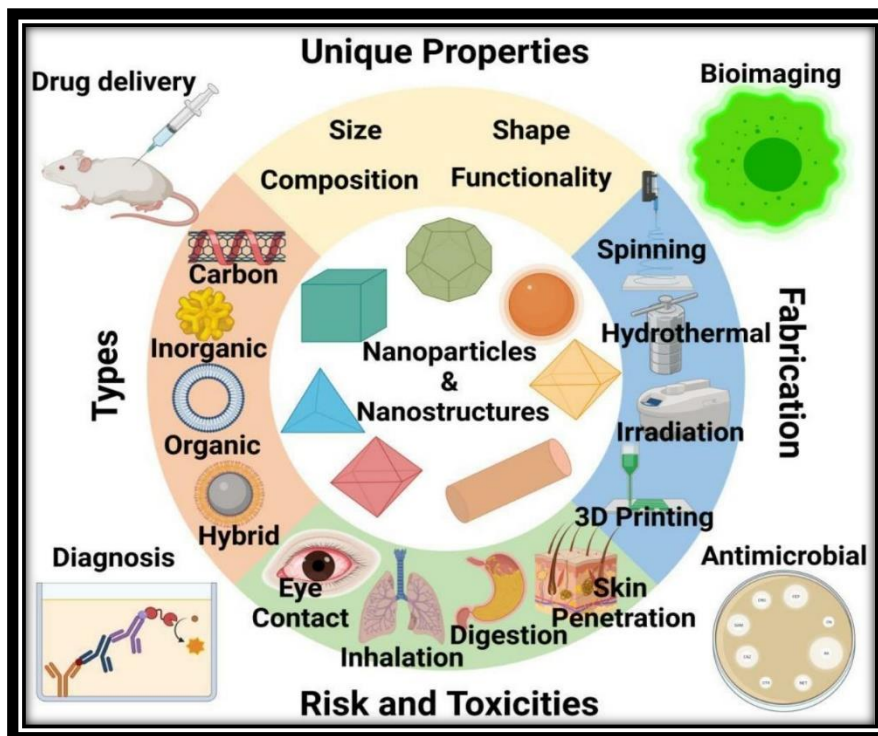 Unique Properties
Drug delivery
Bioimaging
Size
Shape
Composition
Functionality
Types
Carbon
Inorganic
Organic
Hybrid
Nanoparticles
&
Nanostructures
Spinning
Hydrothermal
Irradiation
3D Printing
Fabrication
Eye
Contact
Inhalation
Digestion
Skin
Penetration
Diagnosis
Antimicrobial
Risk and Toxicities